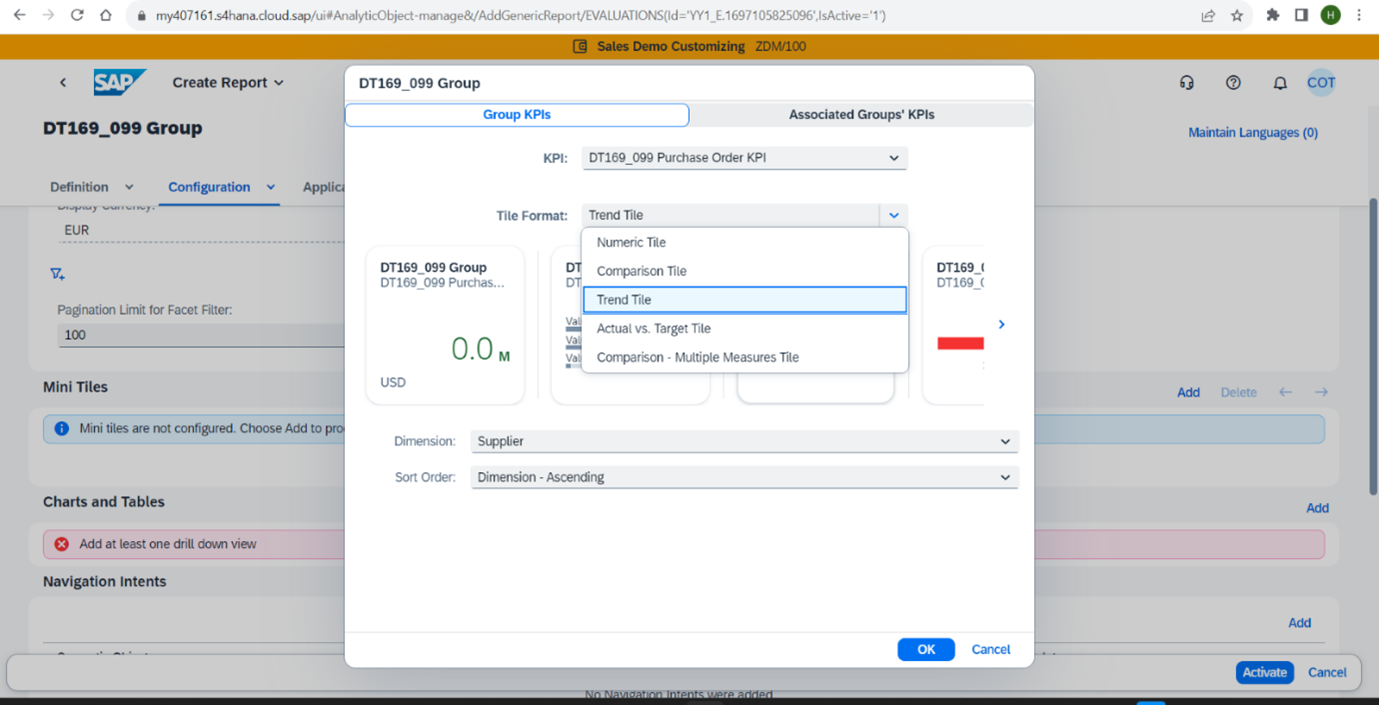 my407161.s4hana.cloud.sap/ui#AnalyticObject-manage&/AddGenericReport/EVALUATIONS(Id='YY1_E.1697105825096',IsActive='1')
H
Sales Demo Customizing ZDM/100
SAP
Create Report
COT
DT169_099 Group
Maintain Languages (0)
Definition
Configuration
Applica
Display Currency:
EUR
Pagination Limit for Facet Filter:
100
Mini Tiles
Add
Delete
Mini tiles are not configured. Choose Add to pro
Charts and Tables
Add
Add at least one drill down view
Navigation Intents
Add
No Navigation Intents were added
Activate
Cancel
DT169_099 Group
Group KPIs
Associated Groups' KPIs
KPI: DT169_099 Purchase Order KPI
Tile Format: Trend Tile
Numeric Tile
Comparison Tile
Trend Tile
Actual vs. Target Tile
Comparison - Multiple Measures Tile
DT169_099 Group
DT169_099 Purchas...
0.0 M
USD
DT
DT
Val
Val
Val
DT169_0
DT169_0
Dimension: Supplier
Sort Order: Dimension - Ascending
OK
Cancel